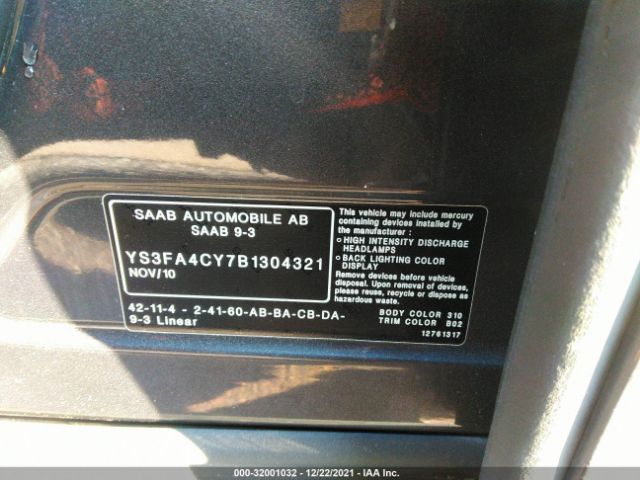 SAAB AUTOMOBILE AB
SAAB 9-3
YS3FA4CY7B1304321
NOV/10
42-11-4 - 2-41-60-AB-BA-CB-DA-
9-3 Linear
This vehicle may include mercury
containing devices installed by
the manufacturer :
o HIGH INTENSITY DISCHARGE
HEADLAMPS
o BACK LIGHTING COLOR
DISPLAY
Remove devices before vehicle
disposal. Upon removal of devices,
please reuse, recycle or dispose as
hazardous waste.
BODY COLOR 310
TRIM COLOR B02
12761317
000-32001032 - 12/22/2021 - IAA Inc.